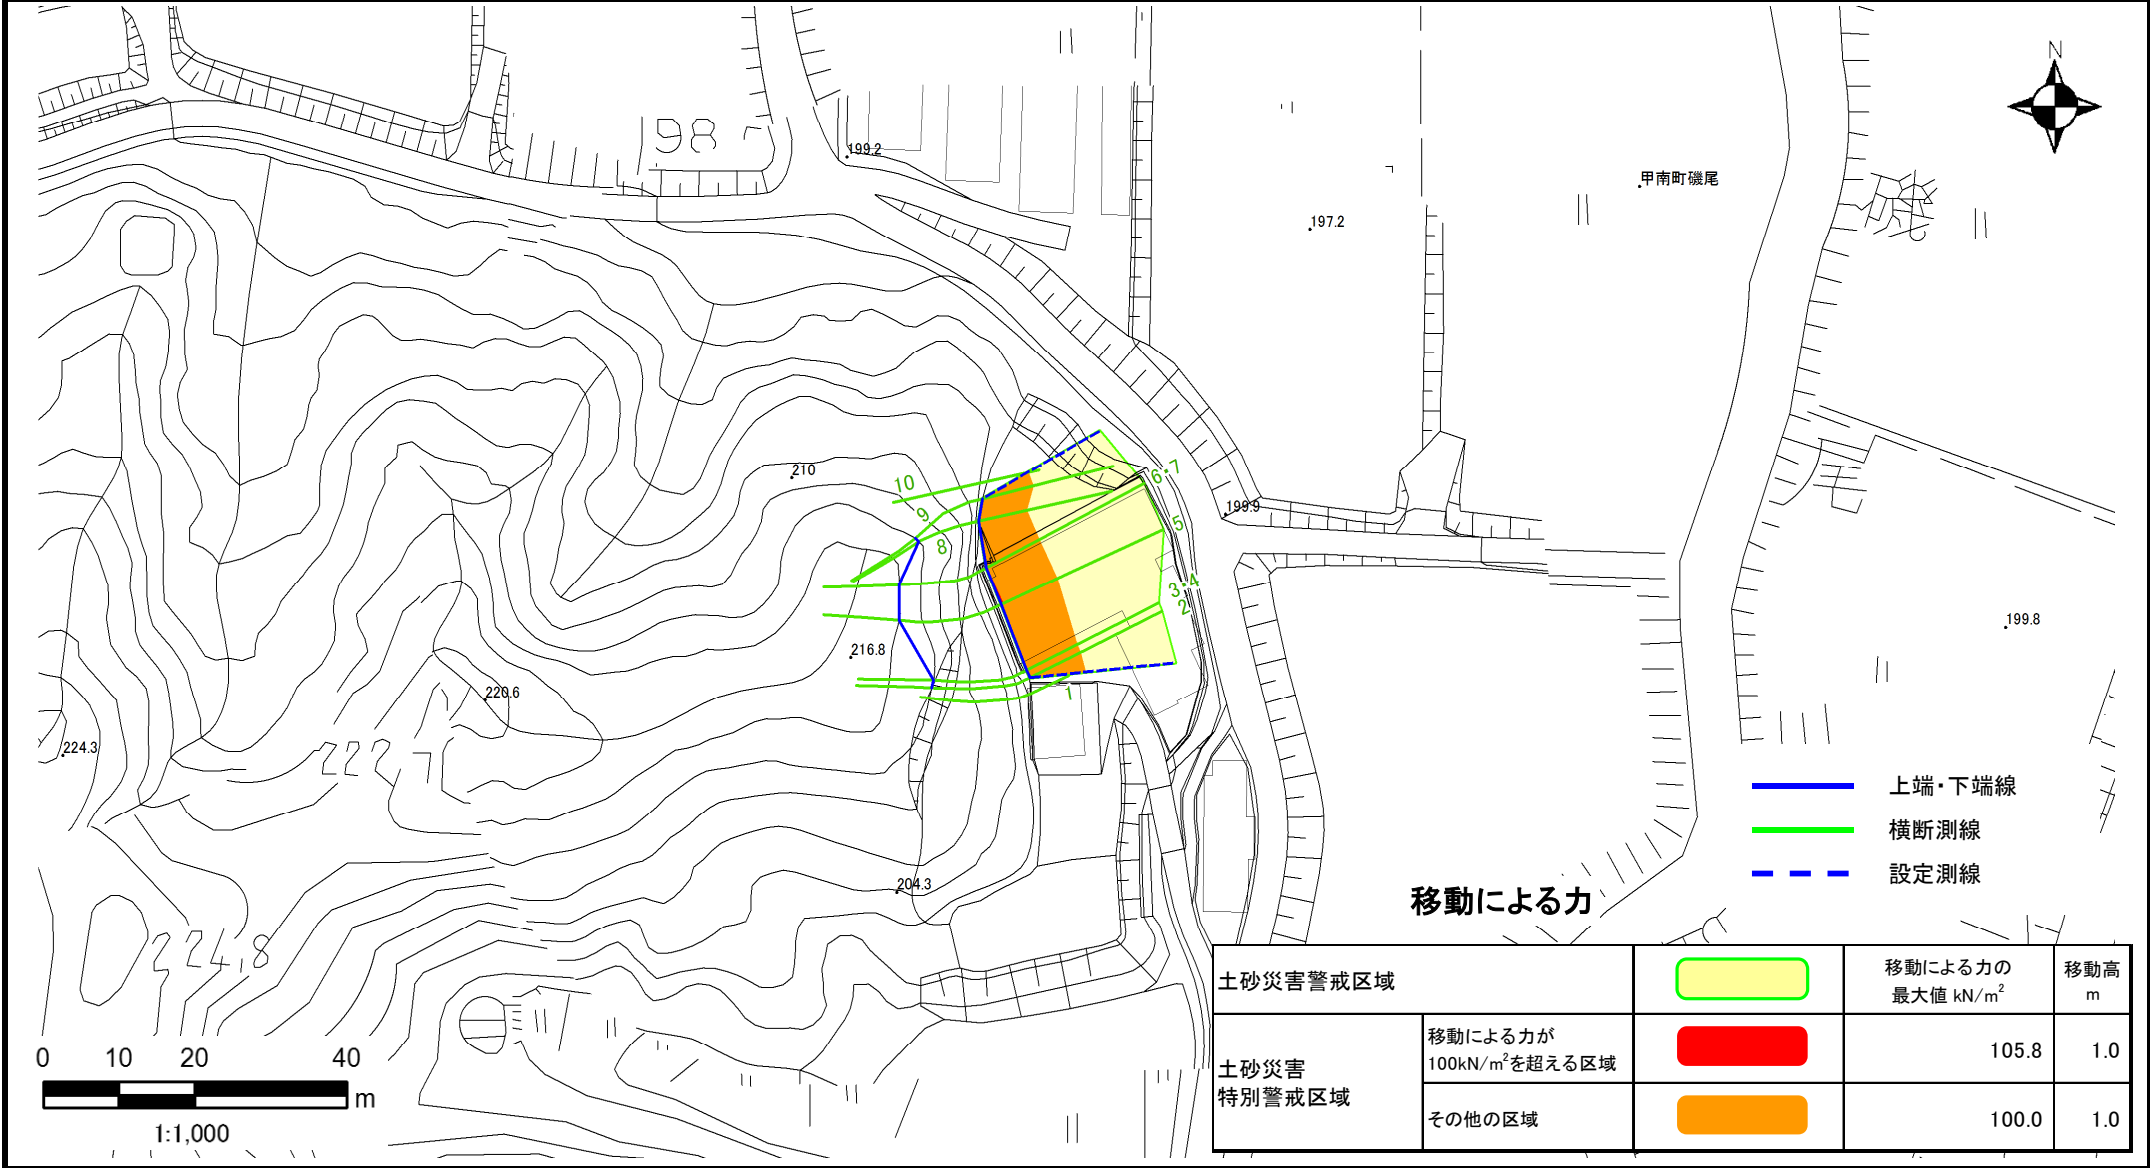 N
98
199.2
甲南町磯尾
197.2
210
10
9
8
6・7
5
3・4
2
1
199.9
199.8
216.8
220.6
224.3
222.7
204.3
224.8
上端・下端線
横断測線
設定測線
移動による力
土砂災害警戒区域
移動による力の
最大値 kN/m²
移動高
m
土砂災害
特別警戒区域
移動による力が
100kN/m²を超える区域
105.8
1.0
その他の区域
100.0
1.0
0 10 20 40
m
1:1,000